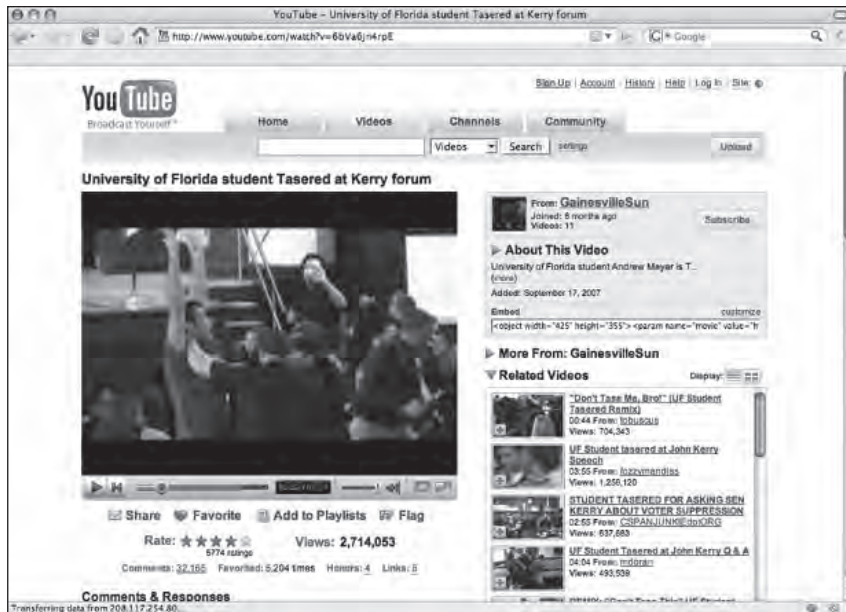 YouTube – University of Florida student Tasered at Kerry forum
http://www.youtube.com/watch?v=6bVa6jn4rpE
Google
You Tube
Broadcast Yourself
Sign Up | Account | History | Help | Log In | Site:
Home Videos Channels Community
Videos Search settings Upload
University of Florida student Tasered at Kerry forum
From: GainesvilleSun
Joined: 6 months ago
Videos: 11
Subscribe
About This Video
University of Florida student Andrew Meyer is T...
(more)
Added: September 17, 2007
Embed customize
<object width="425" height="355"> <param name="movie" value="h
More From: GainesvilleSun
Related Videos Display:
"Don't Tase Me, Bro!" (UF Student
Tasered Remix)
00:44 From: tobuscus
Views: 704,343
UF Student tasered at John Kerry
Speech
03:55 From: fozzymandias
Views: 1,250,120
STUDENT TASERED FOR ASKING SEN
KERRY ABOUT VOTER SUPPRESSION
02:55 From: CSPANJUNKIEdotORG
Views: 637,663
UF Student Tasered at John Kerry Q & A
04:04 From: mdoran
Views: 493,539
Share Favorite Add to Playlists Flag
Rate: Views: 2,714,053
5774 ratings
Comments: 32,165 Favorited: 5,204 times Honors: 4 Links: 5
Comments & Responses
Transferring data from 208.117.254.80...